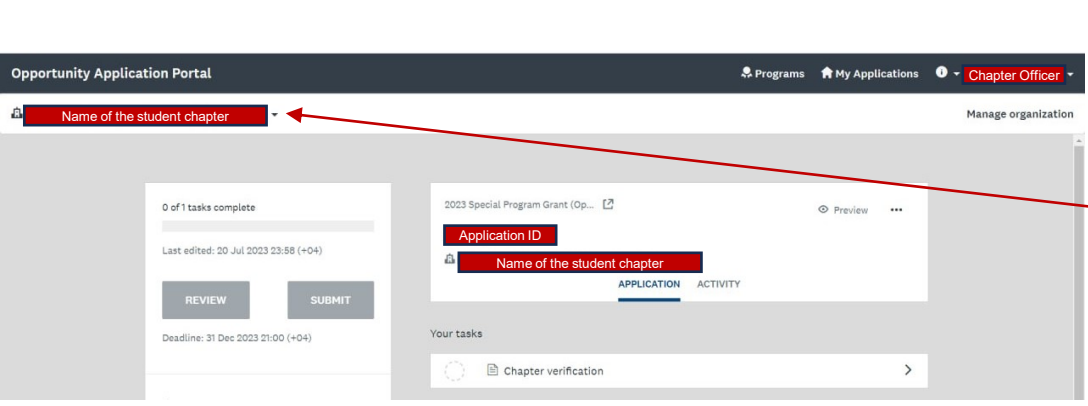 Opportunity Application Portal Programs My Applications Chapter Officer
Name of the student chapter Manage organization
0 of 1 tasks complete
Last edited: 20 Jul 2023 23:58 (+04)
REVIEW SUBMIT
Deadline: 31 Dec 2023 21:00 (+04)
2023 Special Program Grant (Op... Preview
Application ID
Name of the student chapter
APPLICATION ACTIVITY
Your tasks
Chapter verification